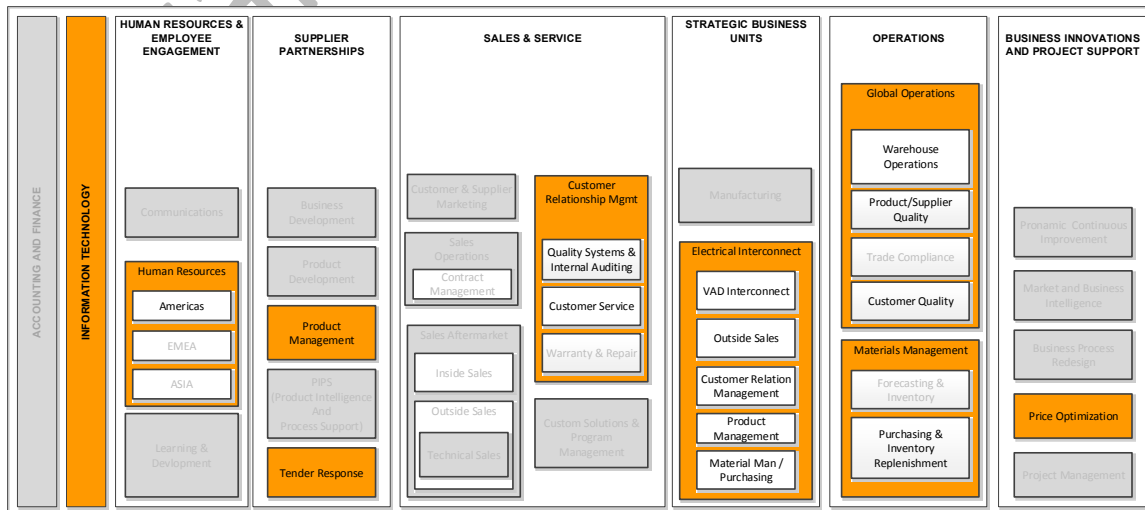 ACCOUNTING AND FINANCE
INFORMATION TECHNOLOGY
HUMAN RESOURCES &
EMPLOYEE
ENGAGEMENT
Communications
Human Resources
Americas
EMEA
ASIA
Learning &
Devlopment
SUPPLIER
PARTNERSHIPS
Business
Development
Product
Development
Product
Management
PIPS
(Product Intelligence
And
Process Support)
Tender Response
SALES & SERVICE
Customer & Supplier
Marketing
Sales
Operations
Contract
Management
Sales Aftermarket
Inside Sales
Outside Sales
Technical Sales
Customer
Relationship Mgmt
Quality Systems &
Internal Auditing
Customer Service
Warranty & Repair
Custom Solutions &
Program
Management
STRATEGIC BUSINESS
UNITS
Manufacturing
Electrical Interconnect
VAD Interconnect
Outside Sales
Customer Relation
Management
Product
Management
Material Man /
Purchasing
OPERATIONS
Global Operations
Warehouse
Operations
Product/Supplier
Quality
Trade Compliance
Customer Quality
Materials Management
Forecasting &
Inventory
Purchasing &
Inventory
Replenishment
BUSINESS INNOVATIONS
AND PROJECT SUPPORT
Pronamic Continuous
Improvement
Market and Business
Intelligence
Business Process
Redesign
Price Optimization
Project Management